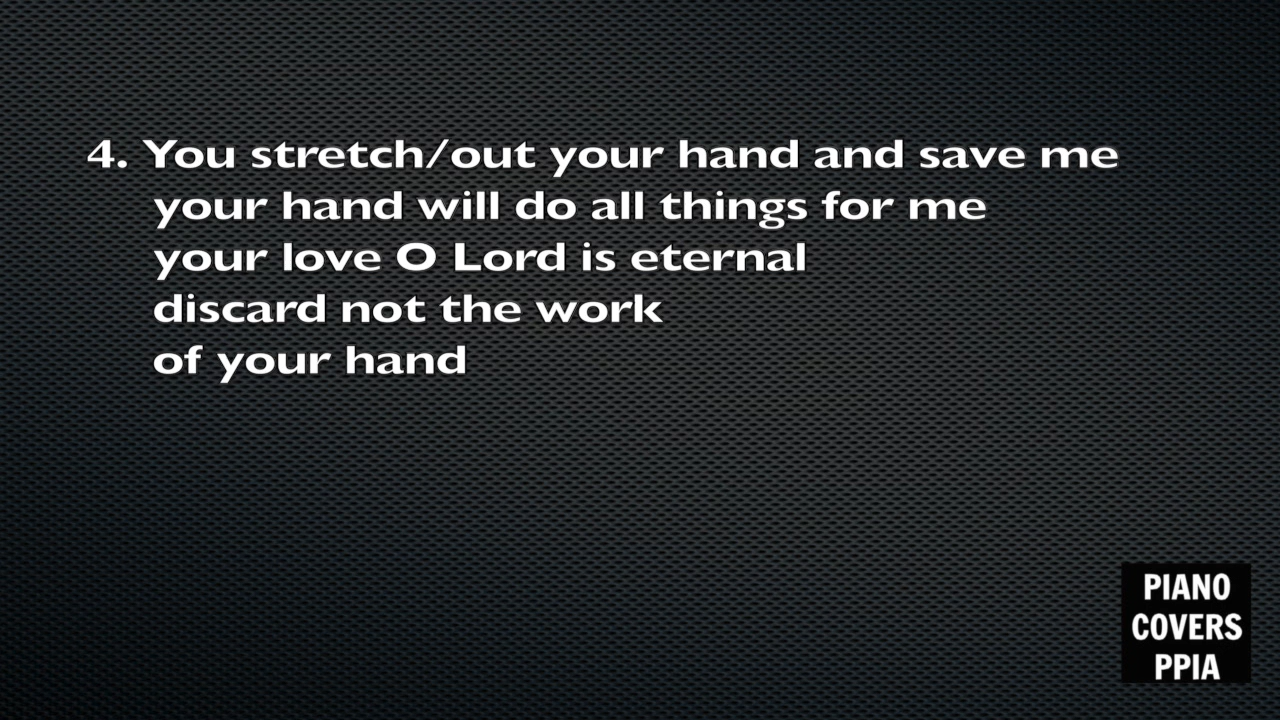 4. You stretch/out your hand and save me
your hand will do all things for me
your love O Lord is eternal
discard not the work
of your hand
PIANO
COVERS
PPIA